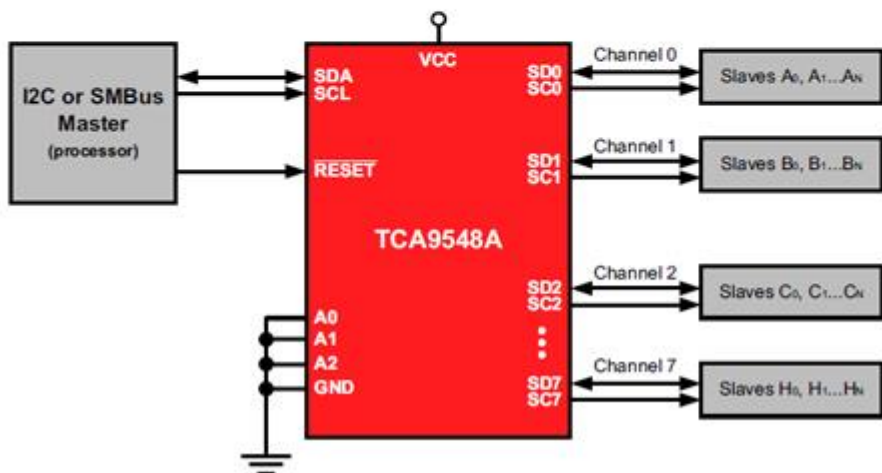 I2C or SMBus
Master
(processor)
VCC
SDA
SCL
RESET
TCA9548A
A0
A1
A2
GND
SD0
SC0
SD1
SC1
SD2
SC2
SD7
SC7
Channel 0
Channel 1
Channel 2
Channel 7
Slaves A₀, A₁...Aₙ
Slaves B₀, B₁...Bₙ
Slaves C₀, C₁...Cₙ
Slaves H₀, H₁...Hₙ